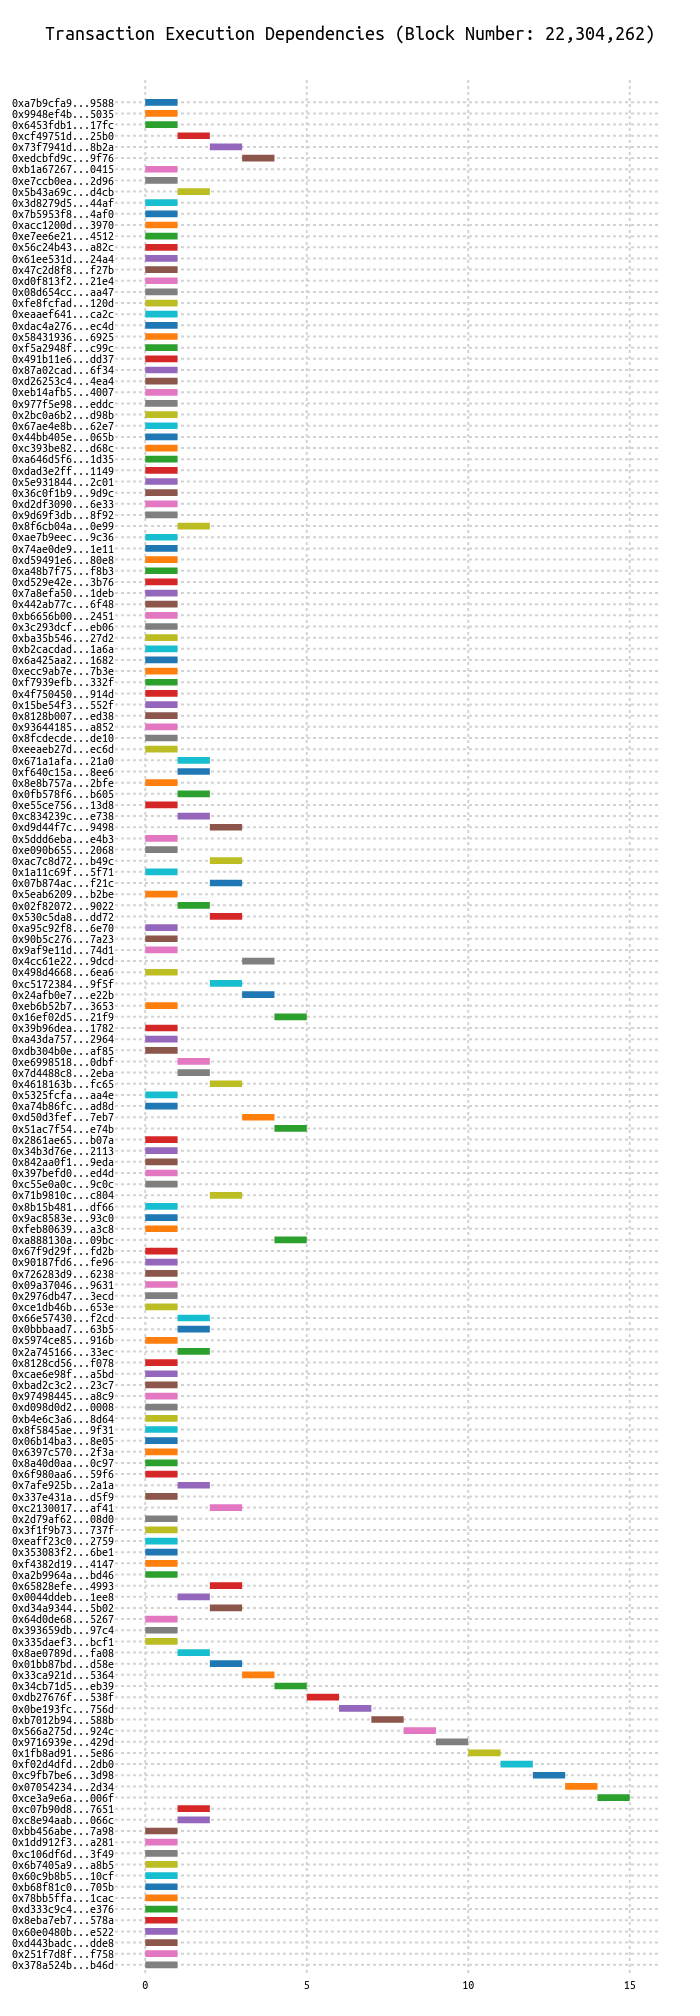 Transaction Execution Dependencies (Block Number: 22,304,262)
0xa7b9cfa9...9588
0x9948ef4b...5035
0x6453fdb1...17fc
0xcf49751d...25b0
0x73f7941d...8b2a
0xedcbfd9c...9f76
0xb1a67267...0415
0xe7ccb0ea...2d96
0x5b43a69c...d4cb
0x3d8279d5...44af
0x7b5953f8...4af0
0xacc1200d...3970
0xe7ee6e21...4512
0x56c24b43...a82c
0x61ee531d...24a4
0x47c2d8f8...f27b
0xd0f813f2...21e4
0x08d654cc...aa47
0xfe8fcfad...120d
0xeaaef641...ca2c
0xdac4a276...ec4d
0x58431936...6925
0xf5a2948f...c99c
0x491b11e6...dd37
0x87a02cad...6f34
0xd26253c4...4ea4
0xeb14afb5...4007
0x977f5e98...eddc
0x2bc0a6b2...d98b
0x67ae4e8b...62e7
0x44bb405e...065b
0xc393be82...d68c
0xa646d5f6...1d35
0xdad3e2ff...1149
0x5e931844...2c01
0x36c0f1b9...9d9c
0xd2df3090...6e33
0x9d69f3db...8f92
0x8f6cb04a...0e99
0xae7b9eec...9c36
0x74ae0de9...1e11
0xd59491e6...80e8
0xa48b7f75...f8b3
0xd529e42e...3b76
0x7a8efa50...1deb
0x442ab77c...6f48
0xb6656b00...2451
0x3c293dcf...eb06
0xba35b546...27d2
0xb2cacdad...1a6a
0x6a425aa2...1682
0xecc9ab7e...7b3e
0xf7939efb...332f
0x4f750450...914d
0x15be54f3...552f
0x8128b007...ed38
0x93644185...a852
0x8fcdecde...de10
0xeeaeb27d...ec6d
0x671a1afa...21a0
0xf640c15a...8ee6
0x8e8b757a...2bfe
0x0fb578f6...b605
0xe55ce756...13d8
0xc834239c...e738
0xd9d44f7c...9498
0x5ddd6eba...e4b3
0xe090b655...2068
0xac7c8d72...b49c
0x1a11c69f...5f71
0x07b874ac...f21c
0x5eab6209...b2be
0x02f82072...9022
0x530c5da8...dd72
0xa95c92f8...6e70
0x90b5c276...7a23
0x9af9e11d...74d1
0x4cc61e22...9dcd
0x498d4668...6ea6
0xc5172384...9f5f
0x24afb0e7...e22b
0xeb6b52b7...3653
0x16ef02d5...21f9
0x39b96dea...1782
0xa43da757...2964
0xdb304b0e...af85
0xe6998518...0dbf
0x7d4488c8...2eba
0x4618163b...fc65
0x5325fcfa...aa4e
0xa74b86fc...ad8d
0xd50d3fef...7eb7
0x51ac7f54...e74b
0x2861ae65...b07a
0x34b3d76e...2113
0x842aa0f1...9eda
0x397befd0...ed4d
0xc55e0a0c...9c0c
0x71b9810c...c804
0x8b15b481...df66
0x9ac8583e...93c0
0xfeb80639...a3c8
0xa888130a...09bc
0x67f9d29f...fd2b
0x90187fd6...fe96
0x726283d9...6238
0x09a37046...9631
0x2976db47...3ecd
0xce1db46b...653e
0x66e57430...f2cd
0x0bbbaad7...63b5
0x5974ce85...916b
0x2a745166...33ec
0x8128cd56...f078
0xcae6e98f...a5bd
0xbad2c3c2...23c7
0x97498445...a8c9
0xd098d0d2...0008
0xb4e6c3a6...8d64
0x8f5845ae...9f31
0x06b14ba3...8e05
0x6397c570...2f3a
0x8a40d0aa...0c97
0x6f980aa6...59f6
0x7afe925b...2a1a
0x337e431a...d5f9
0xc2130017...af41
0x2d79af62...08d0
0x3f1f9b73...737f
0xeaff23c0...2759
0x353083f2...6be1
0xf4382d19...4147
0xa2b9964a...bd46
0x65828efe...4993
0x0044ddeb...1ee8
0xd34a9344...5b02
0x64d0de68...5267
0x393659db...97c4
0x335daef3...bcf1
0x8ae0789d...fa08
0x01bb87bd...d58e
0x33ca921d...5364
0x34cb71d5...eb39
0xdb27676f...538f
0x0be193fc...756d
0xb7012b94...588b
0x566a275d...924c
0x9716939e...429d
0x1fb8ad91...5e86
0xf02d4dfd...2db0
0xc9fb7be6...3d98
0x07054234...2d34
0xce3a9e6a...006f
0xc07b90d8...7651
0xc8e94aab...066c
0xbb456abe...7a98
0x1dd912f3...a281
0xc106df6d...3f49
0x6b7405a9...a8b5
0x60c9b8b5...10cf
0xb68f81c0...705b
0x78bb5ffa...1cac
0xd333c9c4...e376
0x8eba7eb7...578a
0x60e0480b...e522
0xd443badc...dde8
0x251f7d8f...f758
0x378a524b...b46d
0 5 10 15